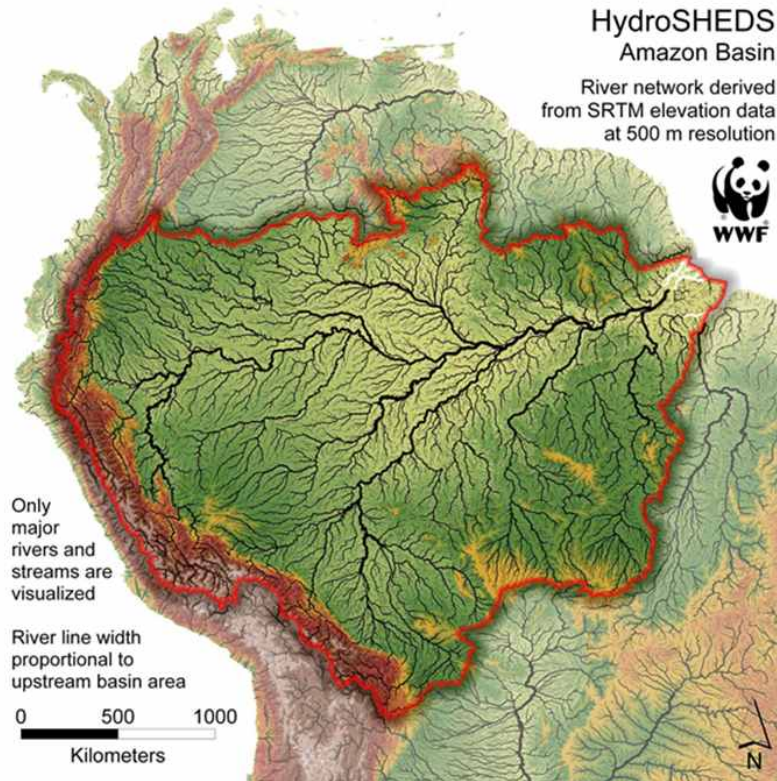 HydroSHEDS
Amazon Basin
River network derived
from SRTM elevation data
at 500 m resolution
WWF
Only
major
rivers and
streams are
visualized
River line width
proportional to
upstream basin area
0 500 1000
Kilometers
N